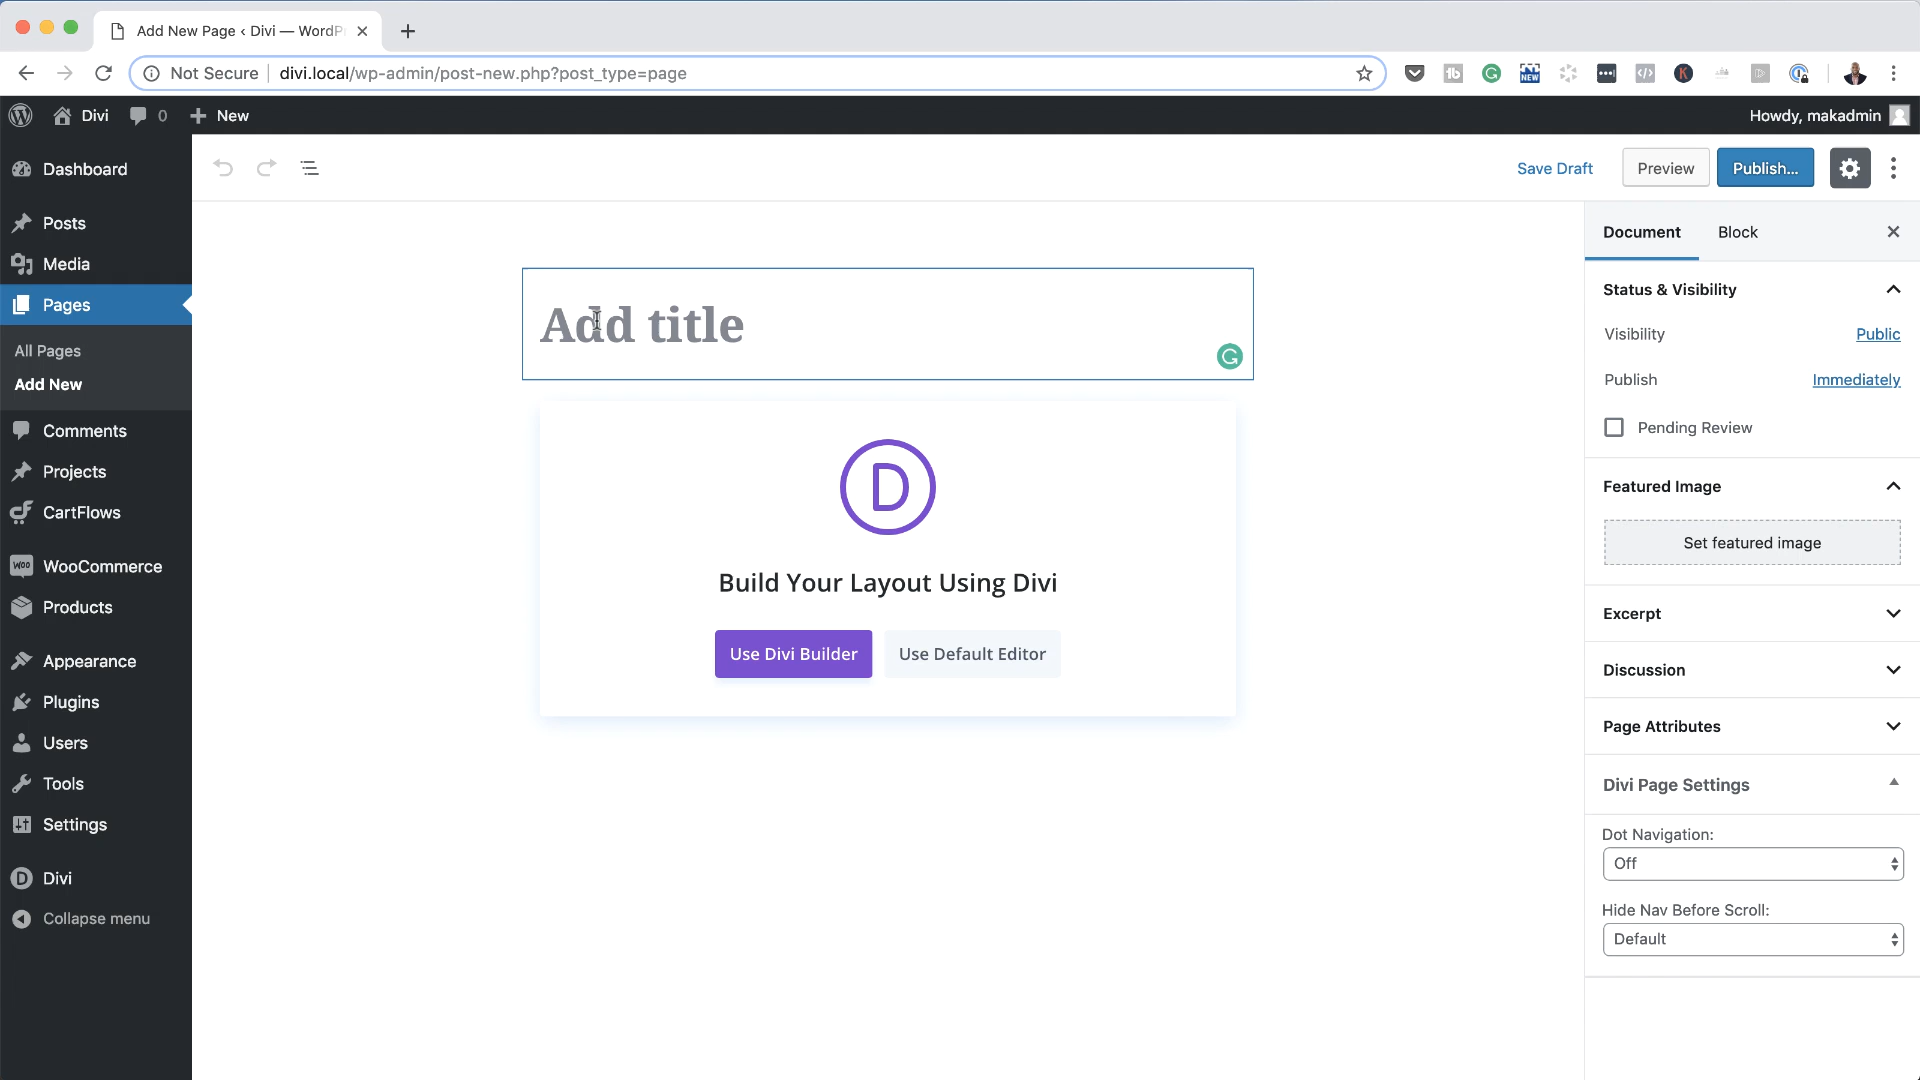 Add New Page ‹ Divi — WordPr
Not Secure divi.local/wp-admin/post-new.php?post_type=page
Divi 0 New Howdy, makadmin
Dashboard
Posts
Media
Pages
All Pages
Add New
Comments
Projects
CartFlows
WooCommerce
Products
Appearance
Plugins
Users
Tools
Settings
Divi
Collapse menu
Save Draft Preview Publish...
Add title
D
Build Your Layout Using Divi
Use Divi Builder Use Default Editor
Document Block
Status & Visibility
Visibility Public
Publish Immediately
Pending Review
Featured Image
Set featured image
Excerpt
Discussion
Page Attributes
Divi Page Settings
Dot Navigation:
Off
Hide Nav Before Scroll:
Default